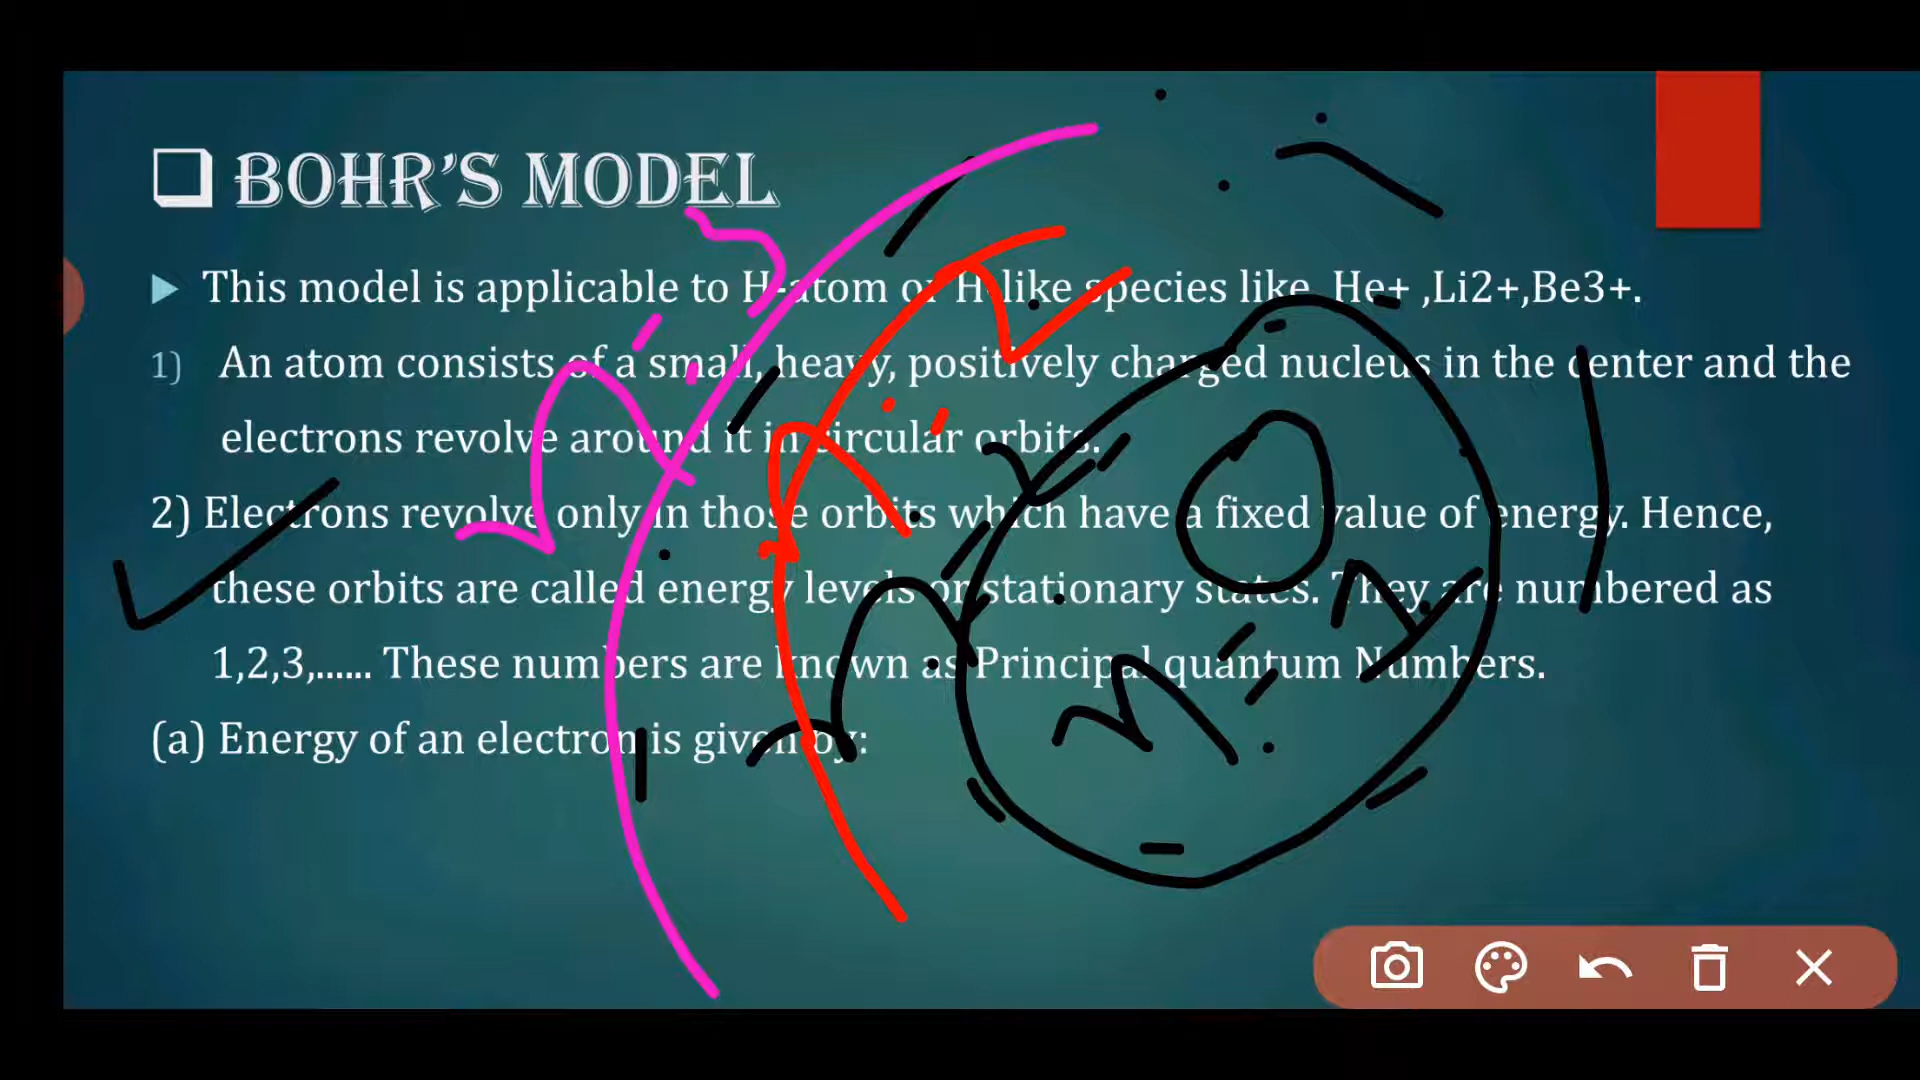 BOHR'S MODEL
This model is applicable to H-atom or H-like species like He+ ,Li2+,Be3+.
1) An atom consists of a small, heavy, positively charged nucleus in the center and the
electrons revolve around it in circular orbits.
2) Electrons revolve only in those orbits which have a fixed value of energy. Hence,
these orbits are called energy levels or stationary states. They are numbered as
1,2,3,...... These numbers are known as Principal quantum Numbers.
(a) Energy of an electron is given by: